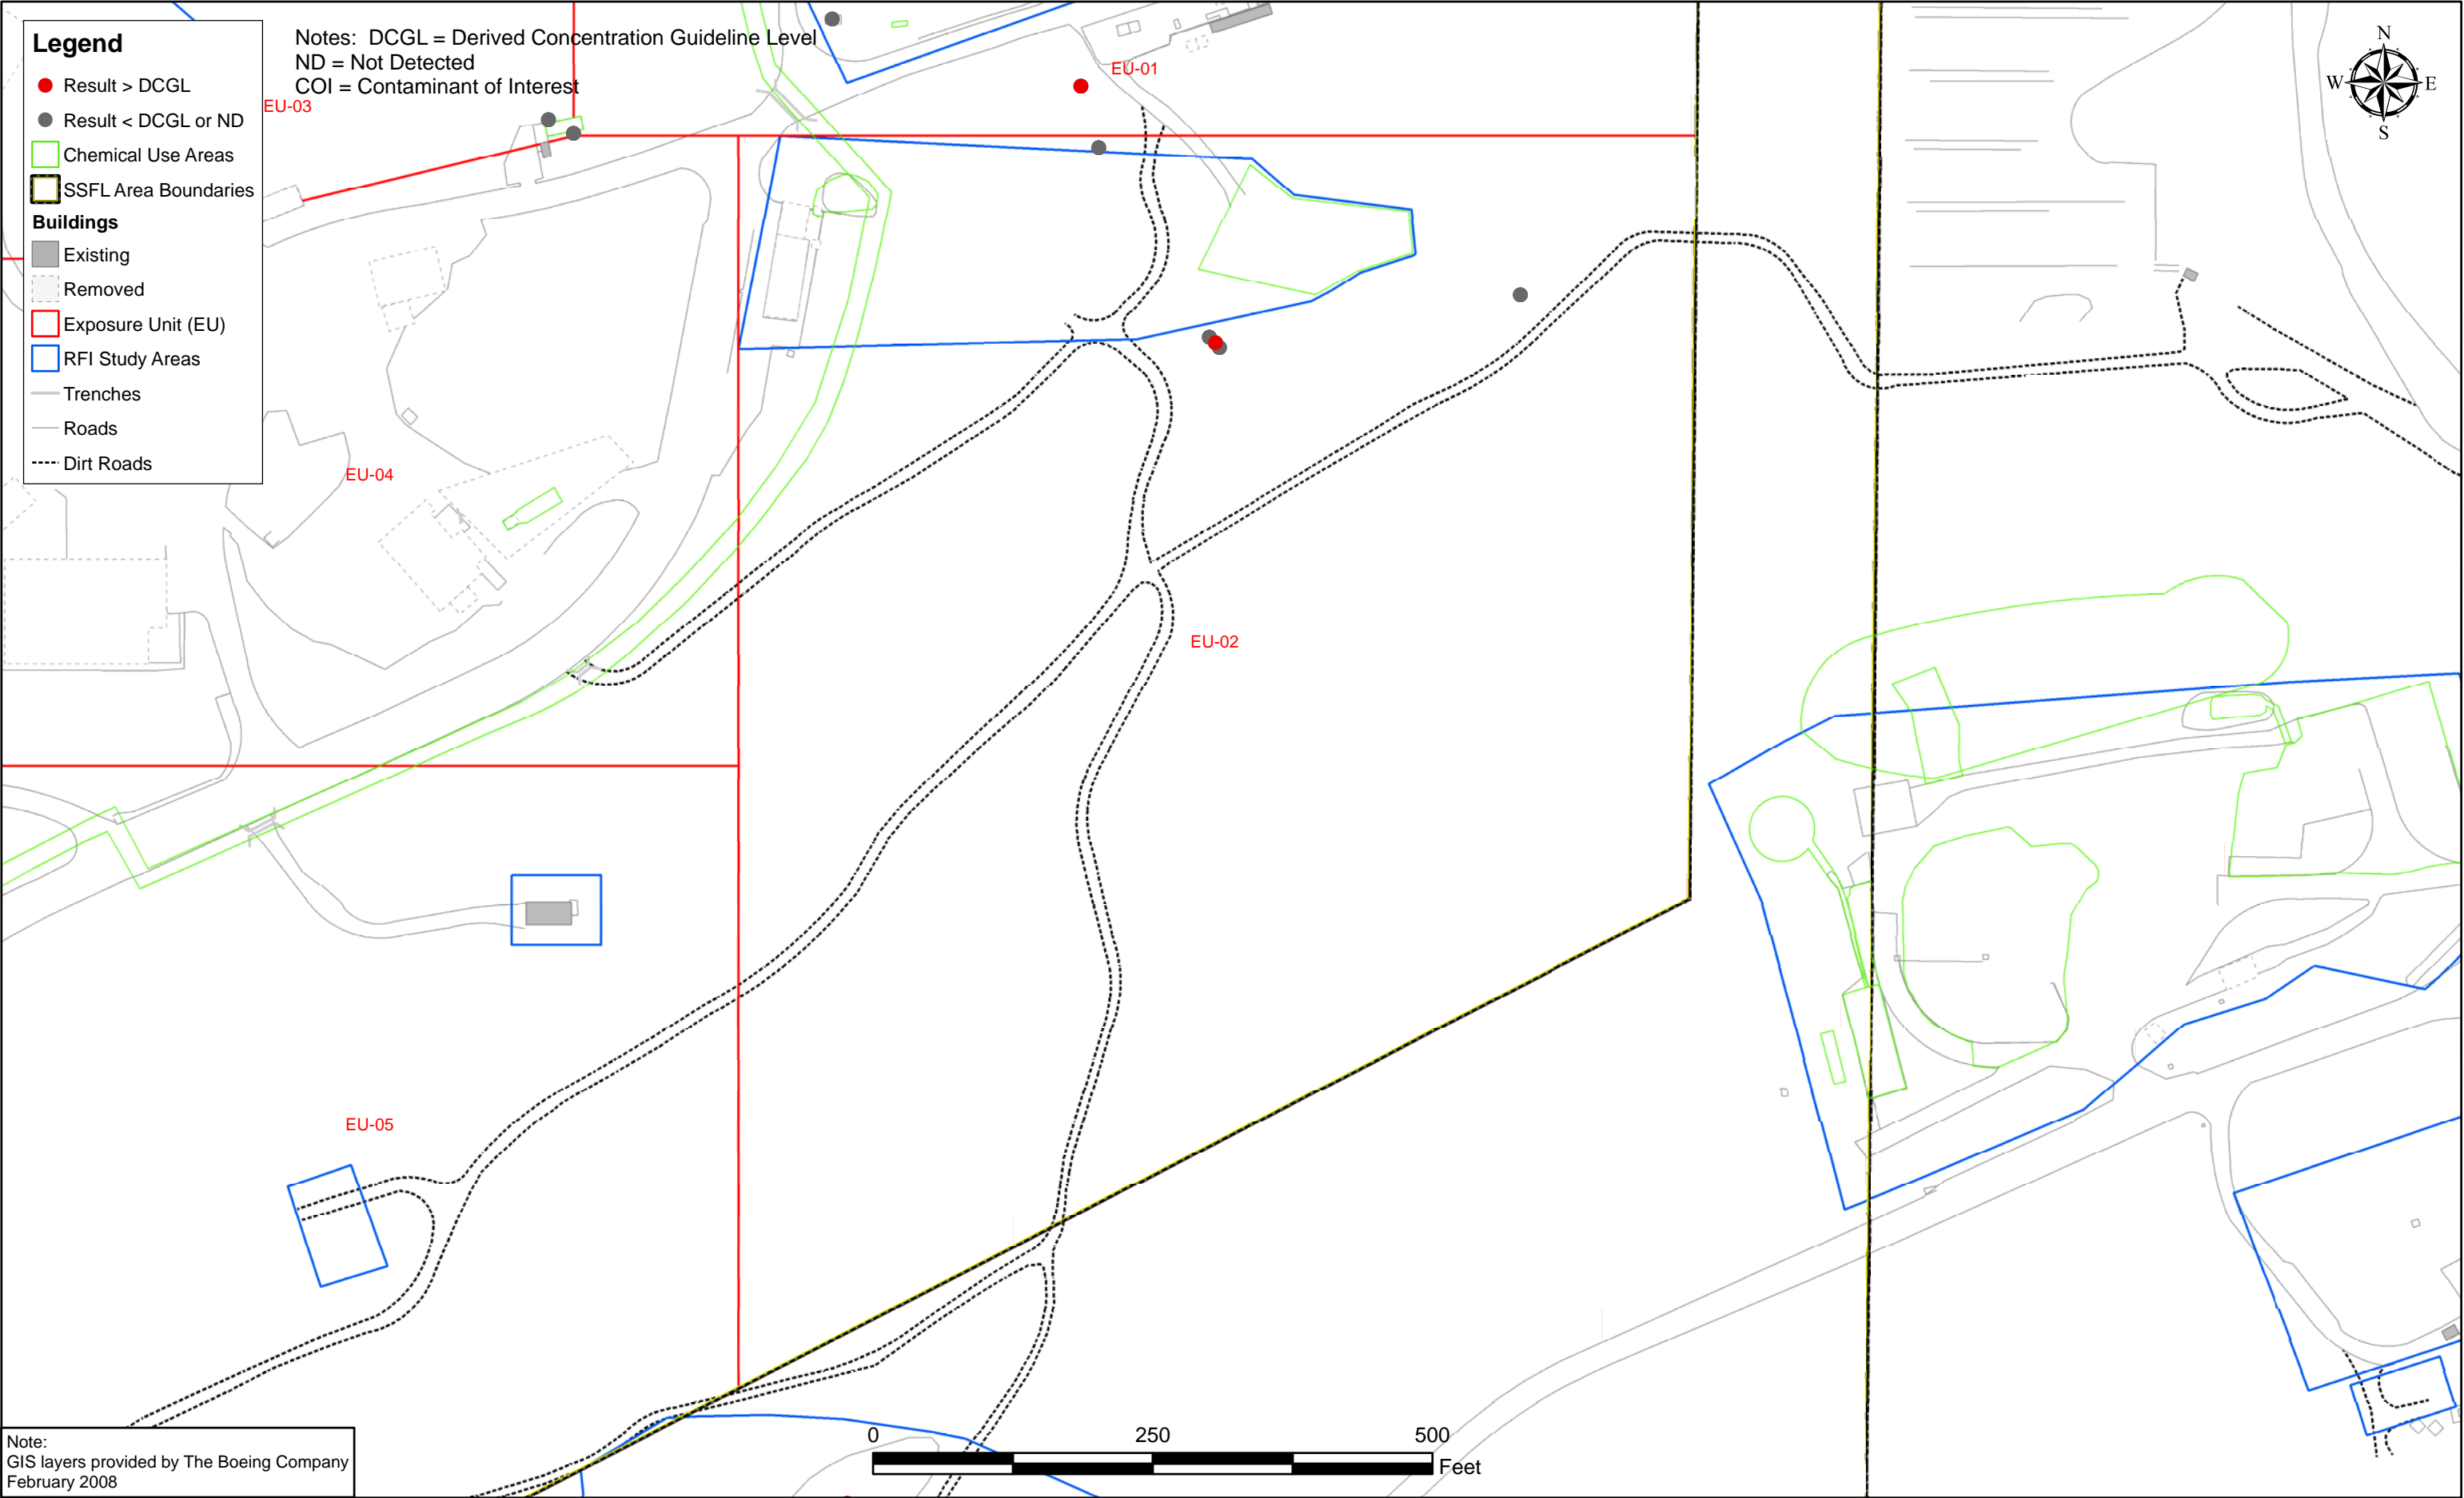 Legend
Result > DCGL
Result < DCGL or ND
Chemical Use Areas
SSFL Area Boundaries
Buildings
Existing
Removed
Exposure Unit (EU)
RFI Study Areas
Trenches
Roads
Dirt Roads
Notes: DCGL = Derived Concentration Guideline Level
ND = Not Detected
COI = Contaminant of Interest
EU-03
EU-01
N
W
E
S
EU-04
EU-02
EU-05
0 250 500
Feet
Note:
GIS layers provided by The Boeing Company
February 2008